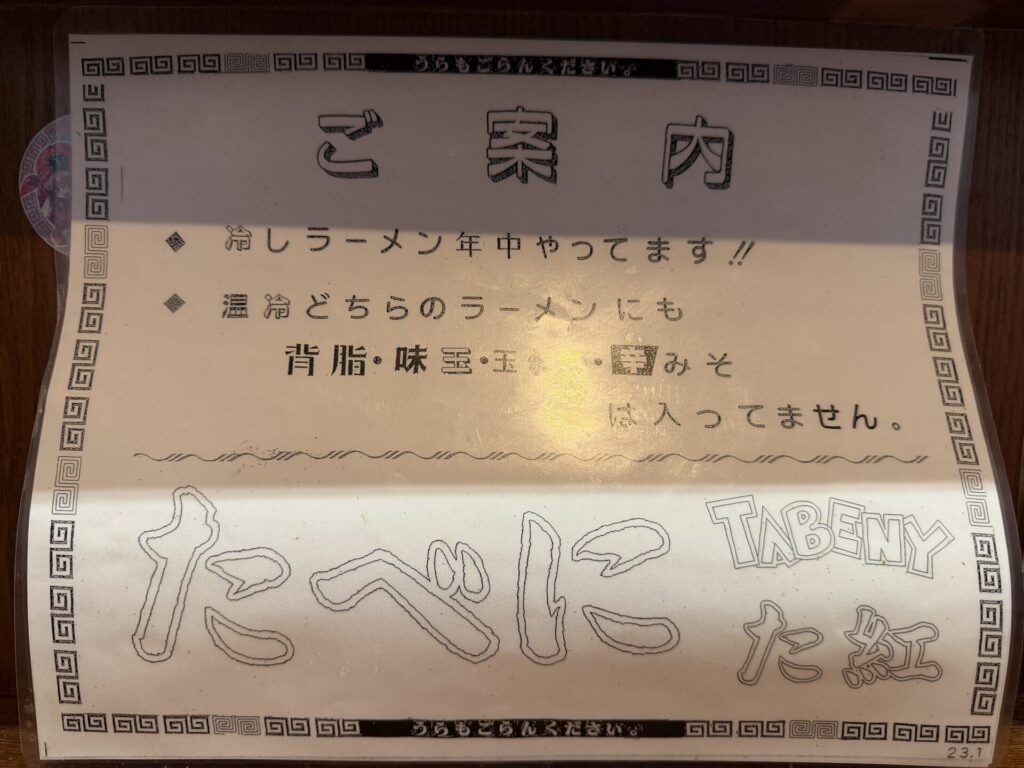 うらもごらんください。
ご案内
◆ 冷しラーメン年中やってます!!
◆ 温冷どちらのラーメンにも
背脂・味玉・玉・辛みそ
は入ってません。
たべに
TABENY
た紅
うらもごらんください。
23.1